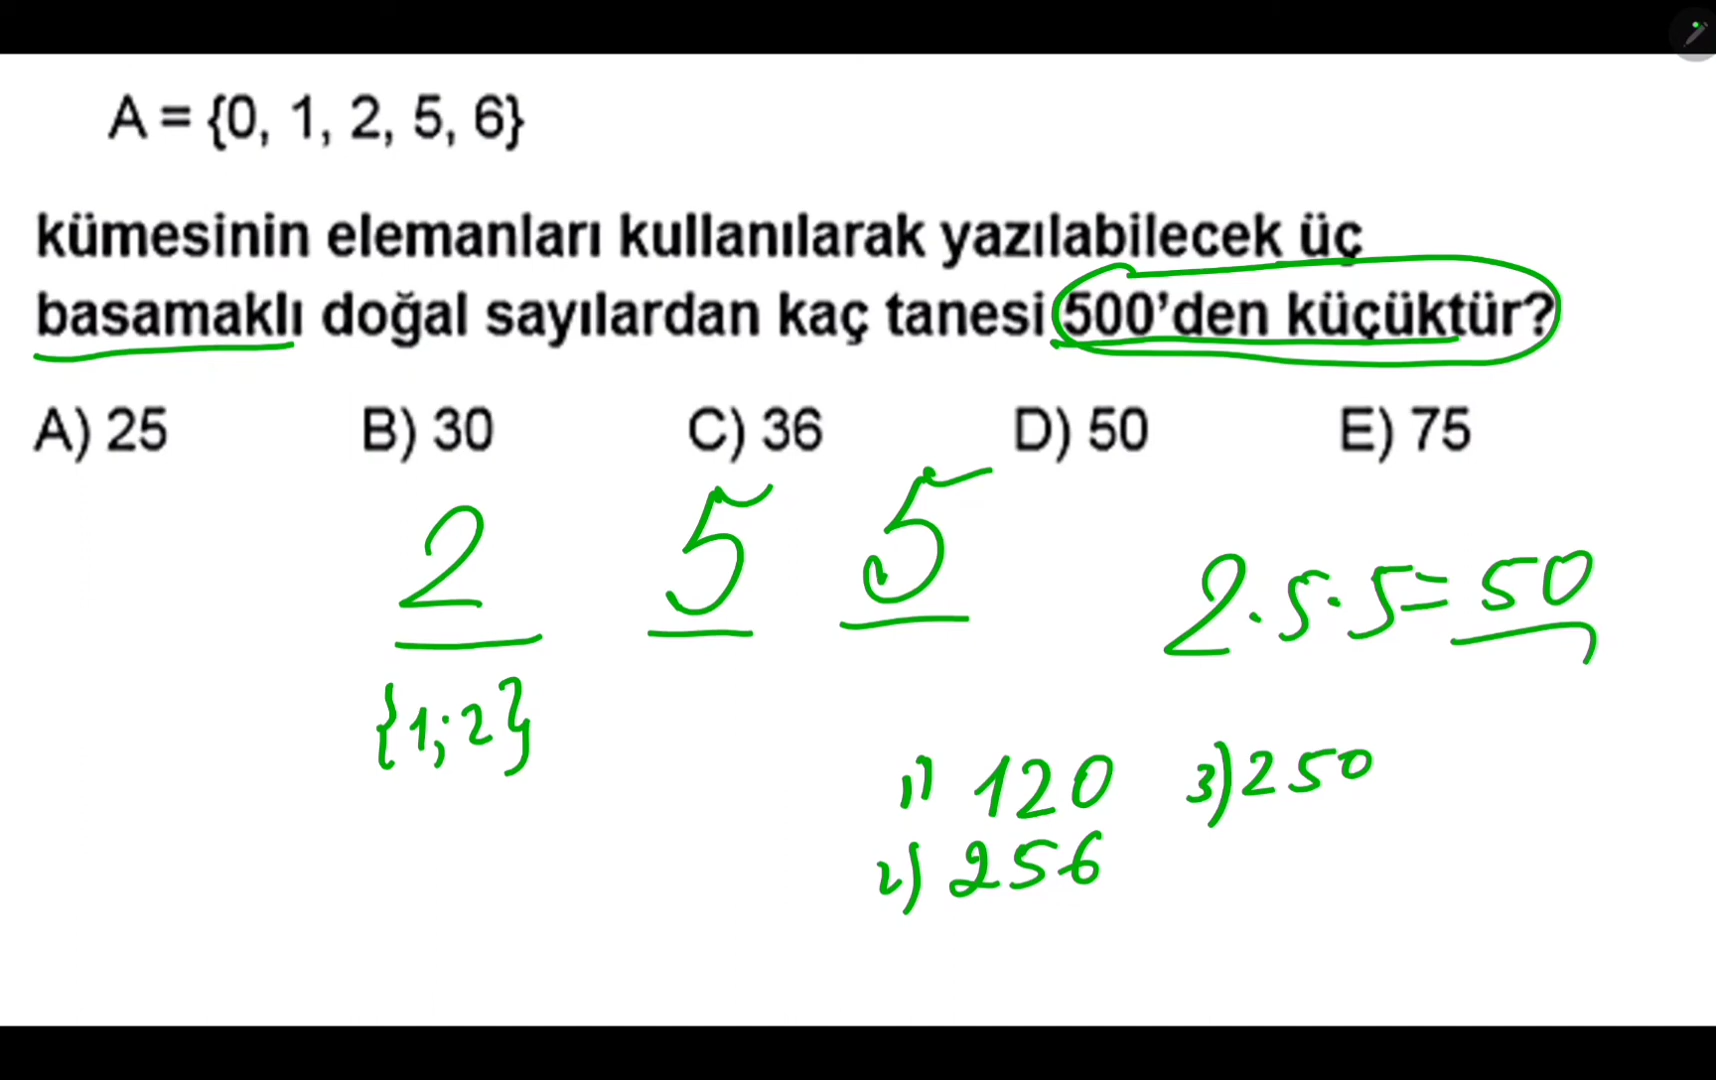 A = {0, 1, 2, 5, 6}
kümesinin elemanları kullanılarak yazılabilecek üç
basamaklı doğal sayılardan kaç tanesi 500'den küçüktür?
A) 25 B) 30 C) 36 D) 50 E) 75
2 5 5
2·5·5=50
{1;2}
1) 120 3) 250
2) 256